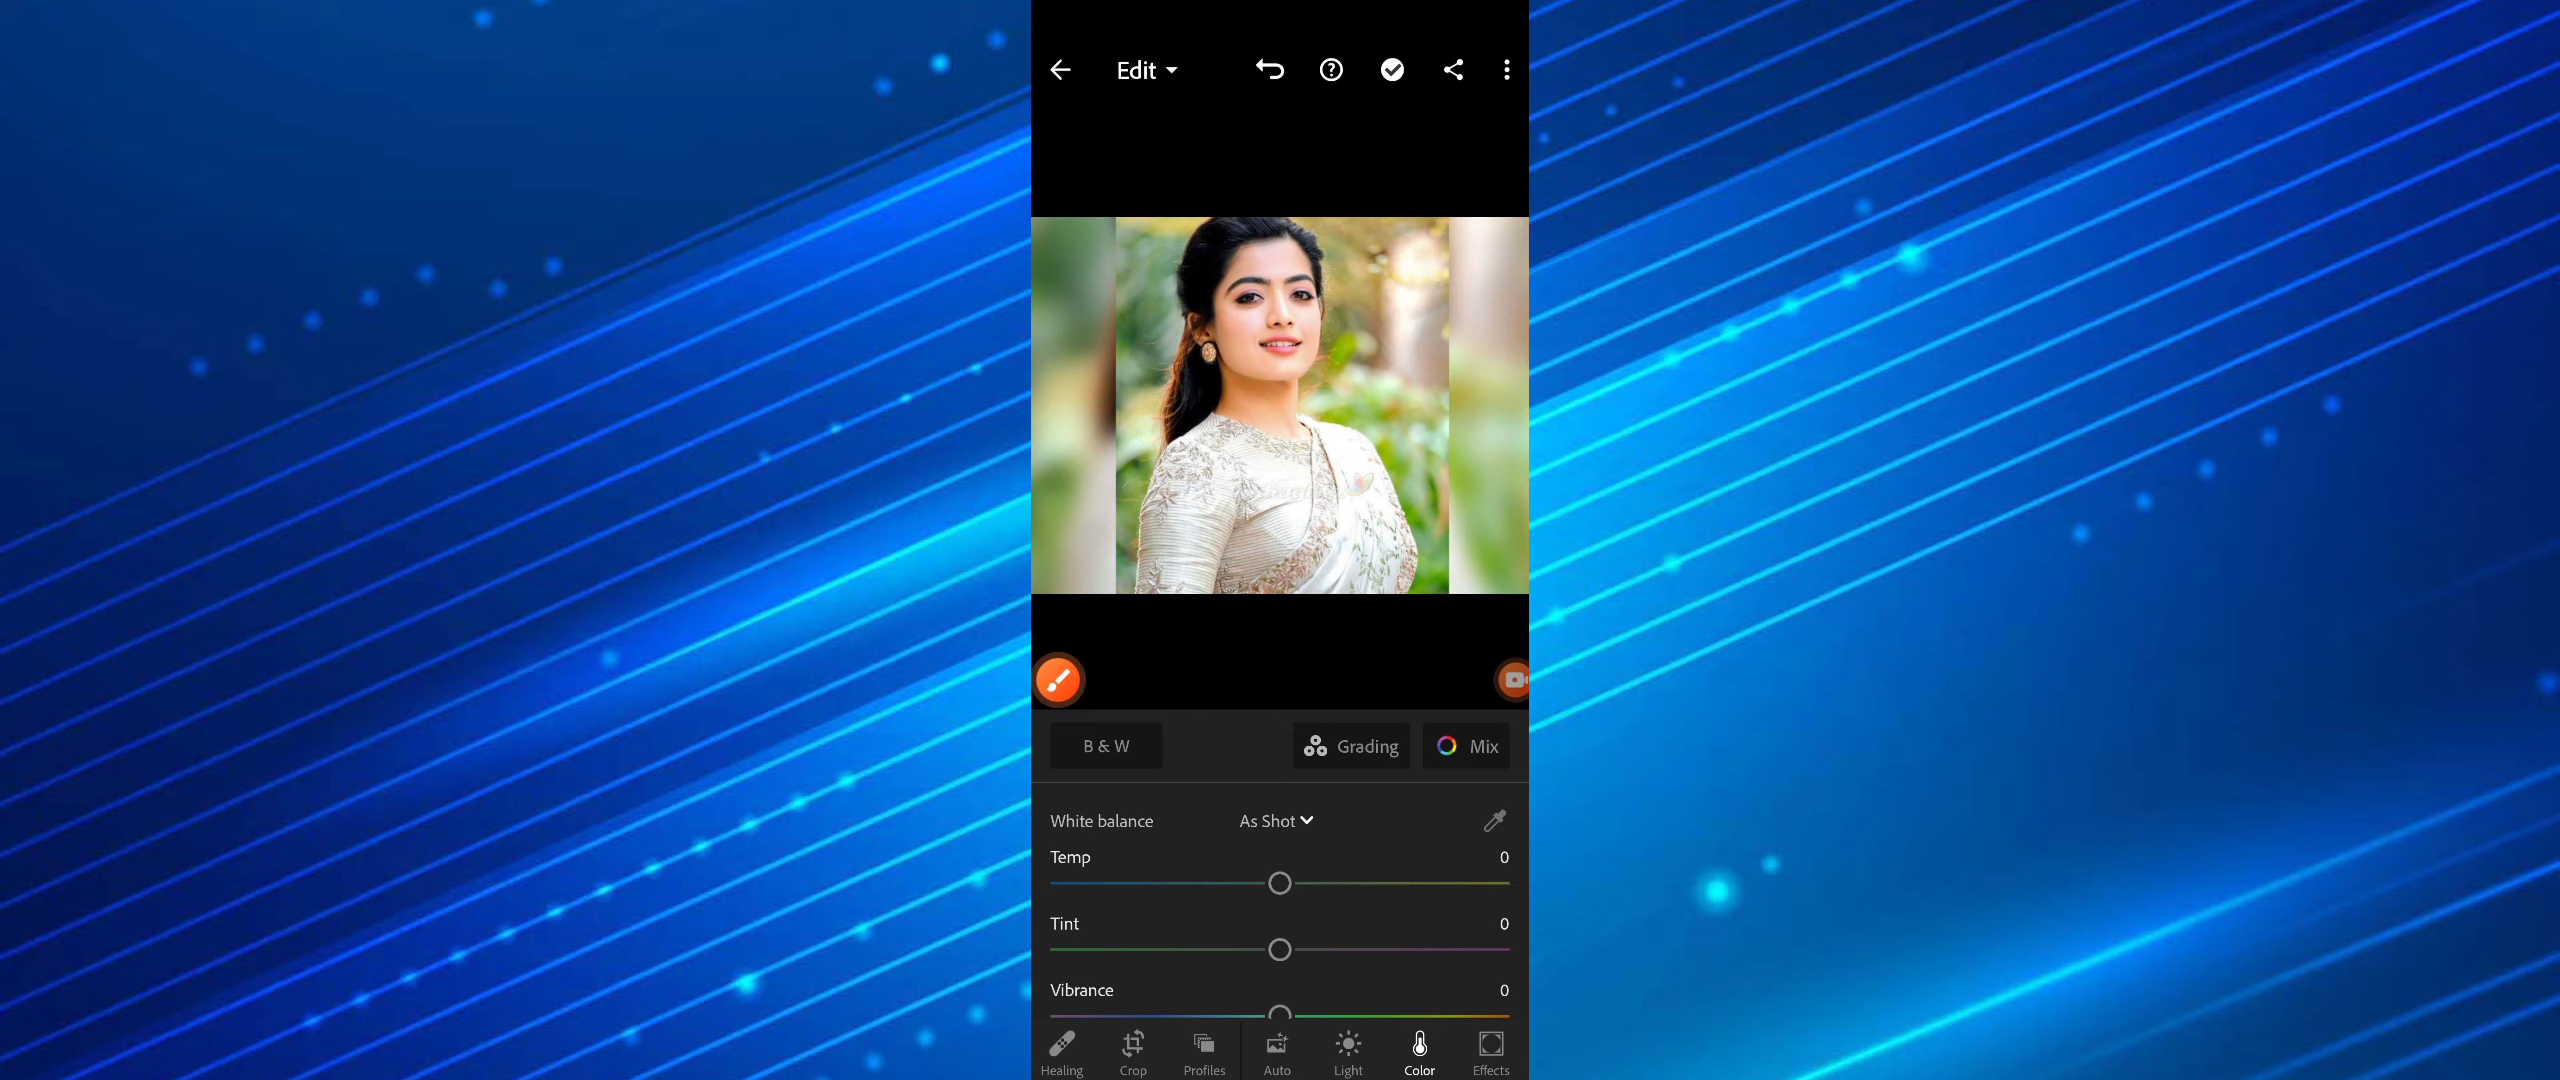 Edit
B & W
Grading
Mix
White balance
As Shot
Temp
0
Tint
0
Vibrance
0
Healing
Crop
Profiles
Auto
Light
Color
Effects